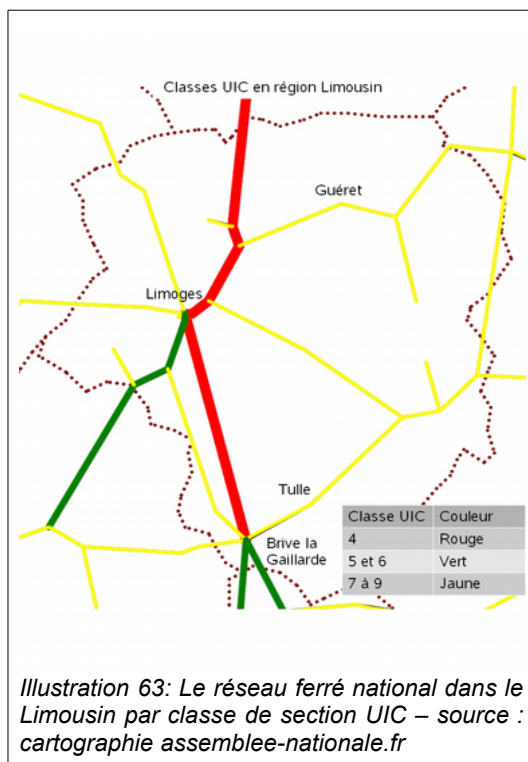 Classes UIC en région Limousin
Guéret
Limoges
Tulle
Brive la
Gaillarde
Classe UIC Couleur
4 Rouge
5 et 6 Vert
7 à 9 Jaune
Illustration 63: Le réseau ferré national dans le
Limousin par classe de section UIC – source :
cartographie assemblee-nationale.fr